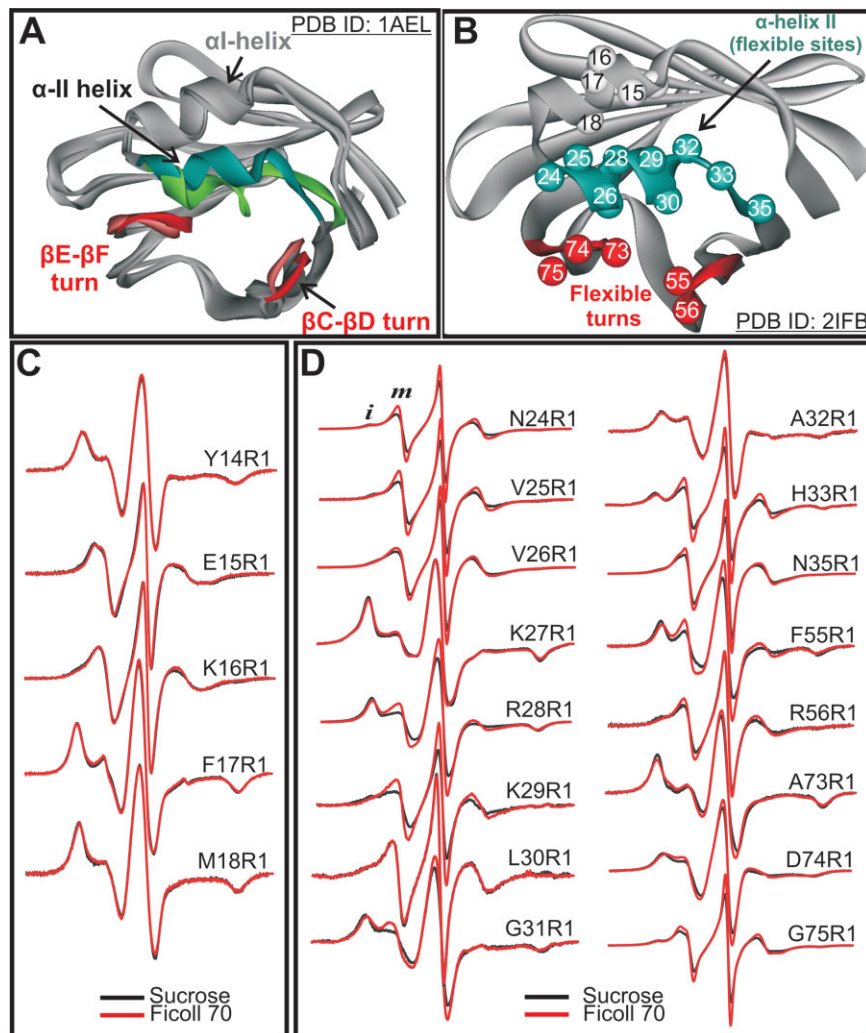 A
PDB ID: 1AEL
αI-helix
α-II helix
βE-βF
turn
βC-βD turn
B
α-helix II
(flexible sites)
16
17
15
18
25
28
29
32
24
33
26
30
35
74
73
75
55
56
Flexible
turns
PDB ID: 2IFB
C
Y14R1
E15R1
K16R1
F17R1
M18R1
Sucrose
Ficoll 70
D
i
m
N24R1
V25R1
V26R1
K27R1
R28R1
K29R1
L30R1
G31R1
A32R1
H33R1
N35R1
F55R1
R56R1
A73R1
D74R1
G75R1
Sucrose
Ficoll 70